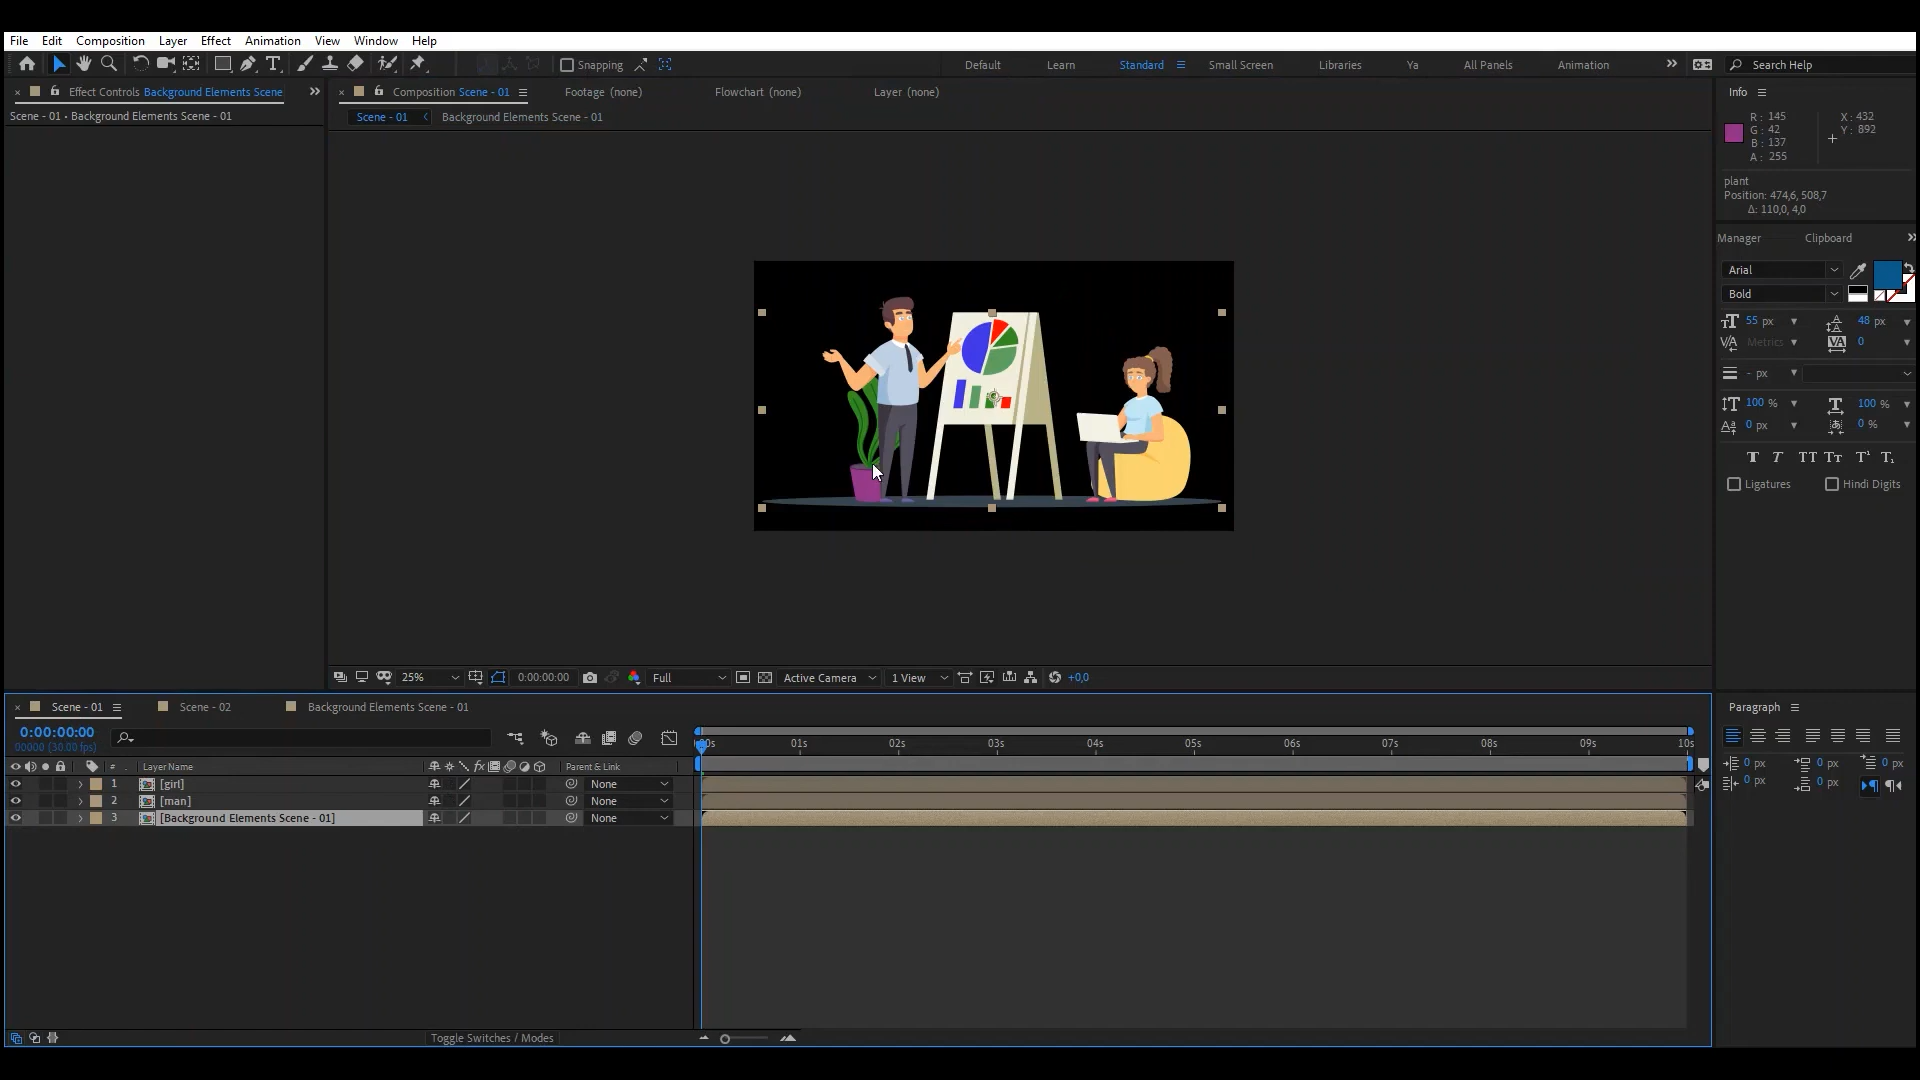 File Edit Composition Layer Effect Animation View Window Help
Snapping Default Learn Standard Small Screen Libraries Ya All Panels Animation Search Help
Effect Controls Background Elements Scene
Scene - 01 • Background Elements Scene - 01
Composition Scene - 01 Footage (none) Flowchart (none) Layer (none)
Scene - 01 Background Elements Scene - 01
Info
R: 145 X: 432
G: 42 Y: 892
B: 137
A: 255
plant
Position: 474,6, 508,7
Δ: 110,0, 4,0
Manager Clipboard
Arial
Bold
55 px 48 px
Metrics 0
- px
100 % 100 %
0 px 0 %
T T TT Tr T¹ T₁
Ligatures Hindi Digits
25% 0:00:00:00 Full Active Camera 1 View +0,0
Scene - 01 Scene - 02 Background Elements Scene - 01
0:00:00:00
00000 (30.00 fps)
00s 01s 02s 03s 04s 05s 06s 07s 08s 09s 10s
# Layer Name fx Parent & Link
1 [girl] None
2 [man] None
3 [Background Elements Scene - 01] None
Toggle Switches / Modes
Paragraph
0 px 0 px 0 px
0 px 0 px